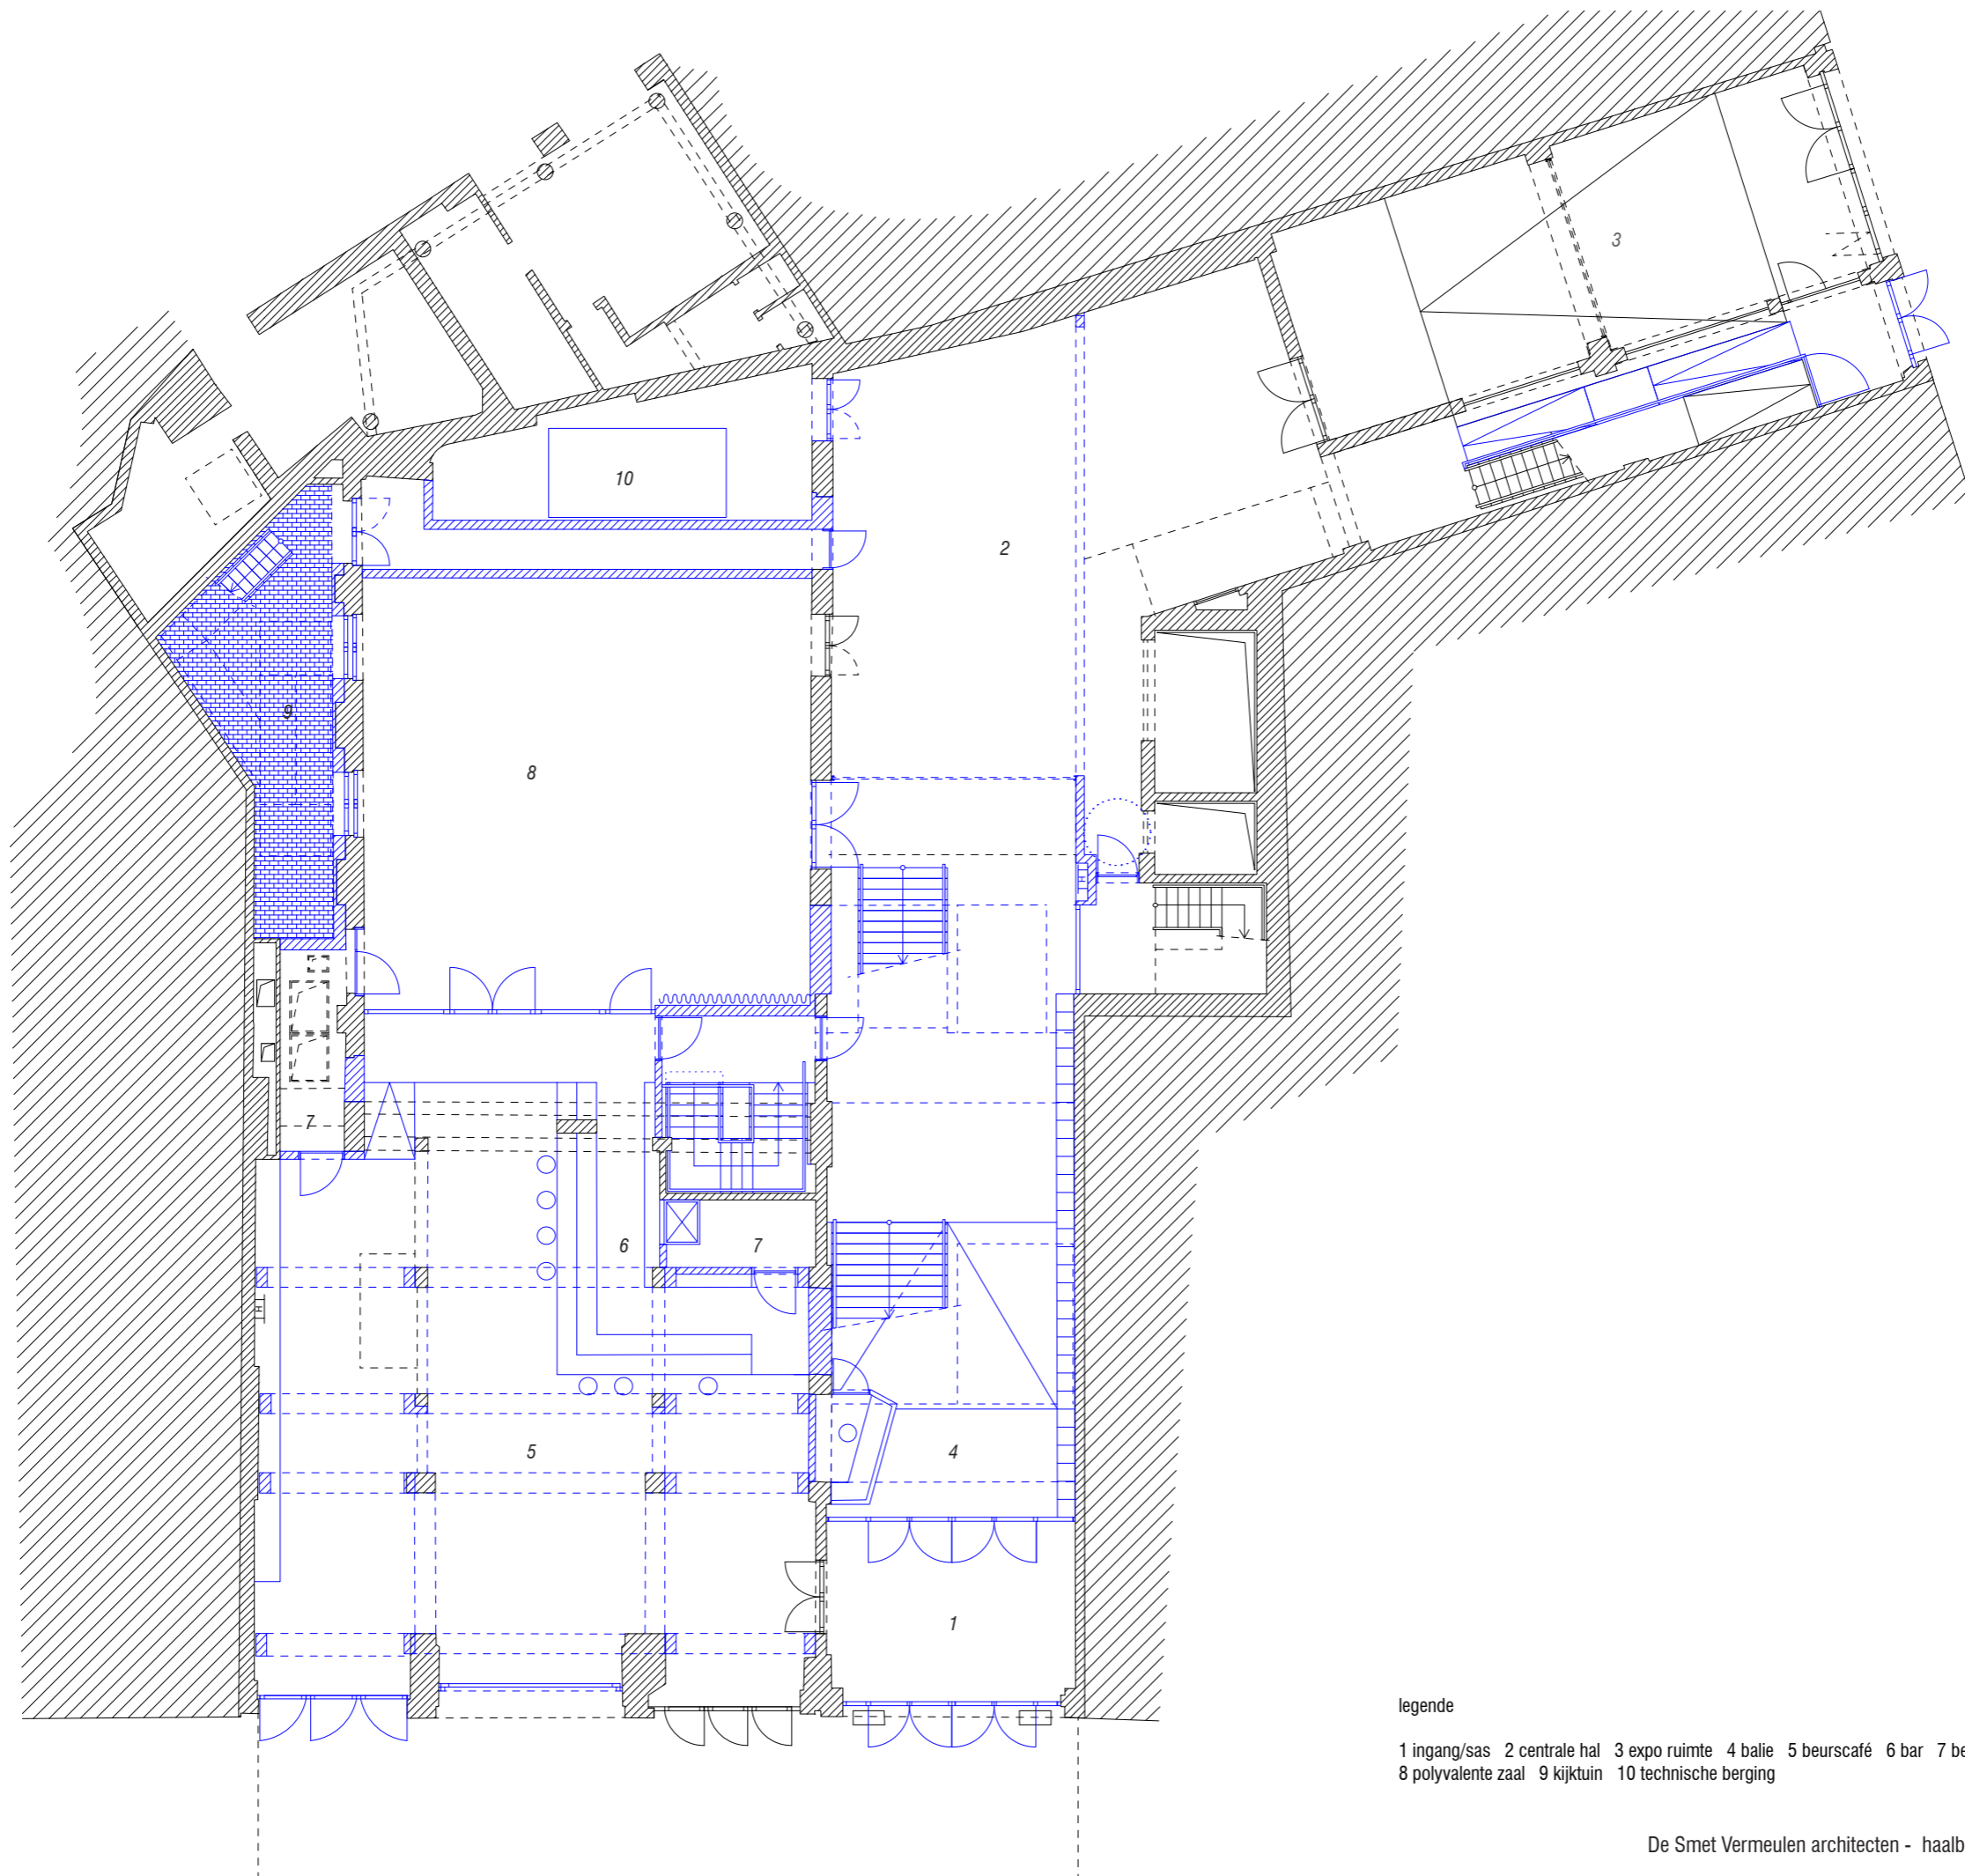 3
10
2
9
8
7
6
7
H
H
5
4
1
legende
1 ingang/sas 2 centrale hal 3 expo ruimte 4 balie 5 beurscafé 6 bar 7
8 polyvalente zaal 9 kijktuin 10 technische berging
De Smet Vermeulen architecten -